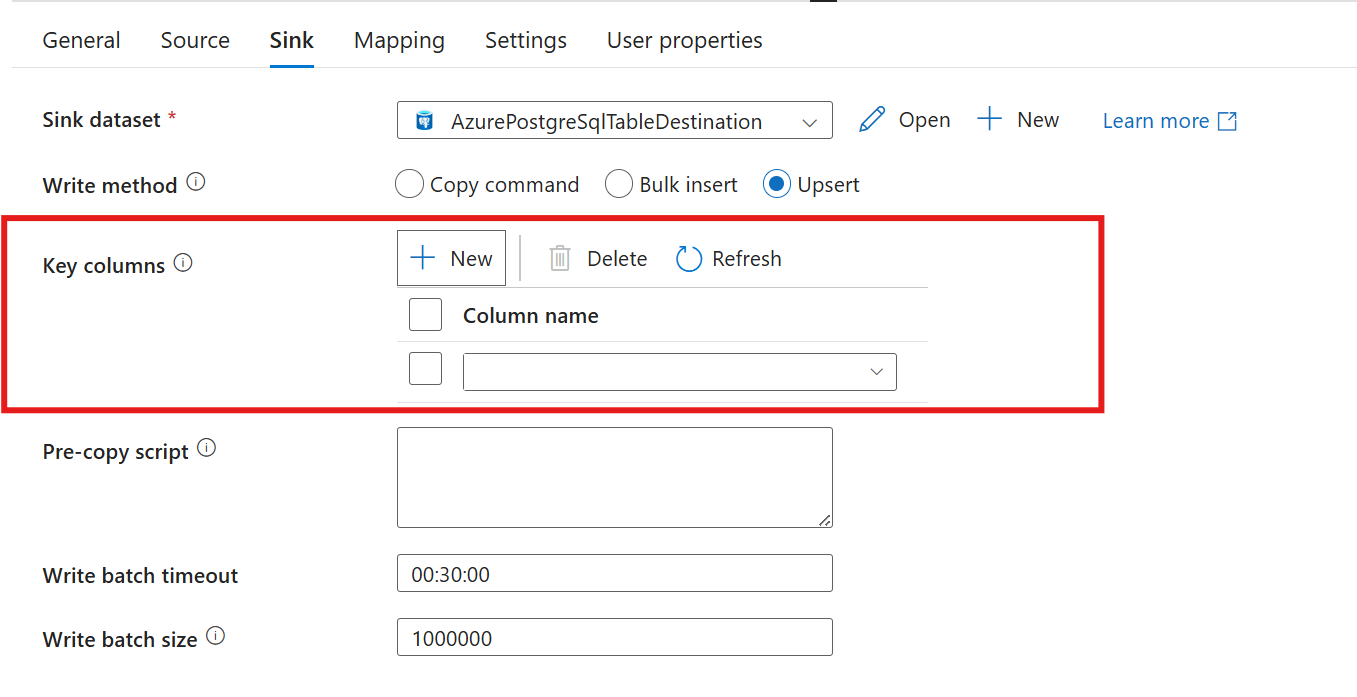 General Source Sink Mapping Settings User properties
Sink dataset * AzurePostgreSqlTableDestination Open New Learn more
Write method Copy command Bulk insert Upsert
Key columns New Delete Refresh
Column name
Pre-copy script
Write batch timeout 00:30:00
Write batch size 1000000